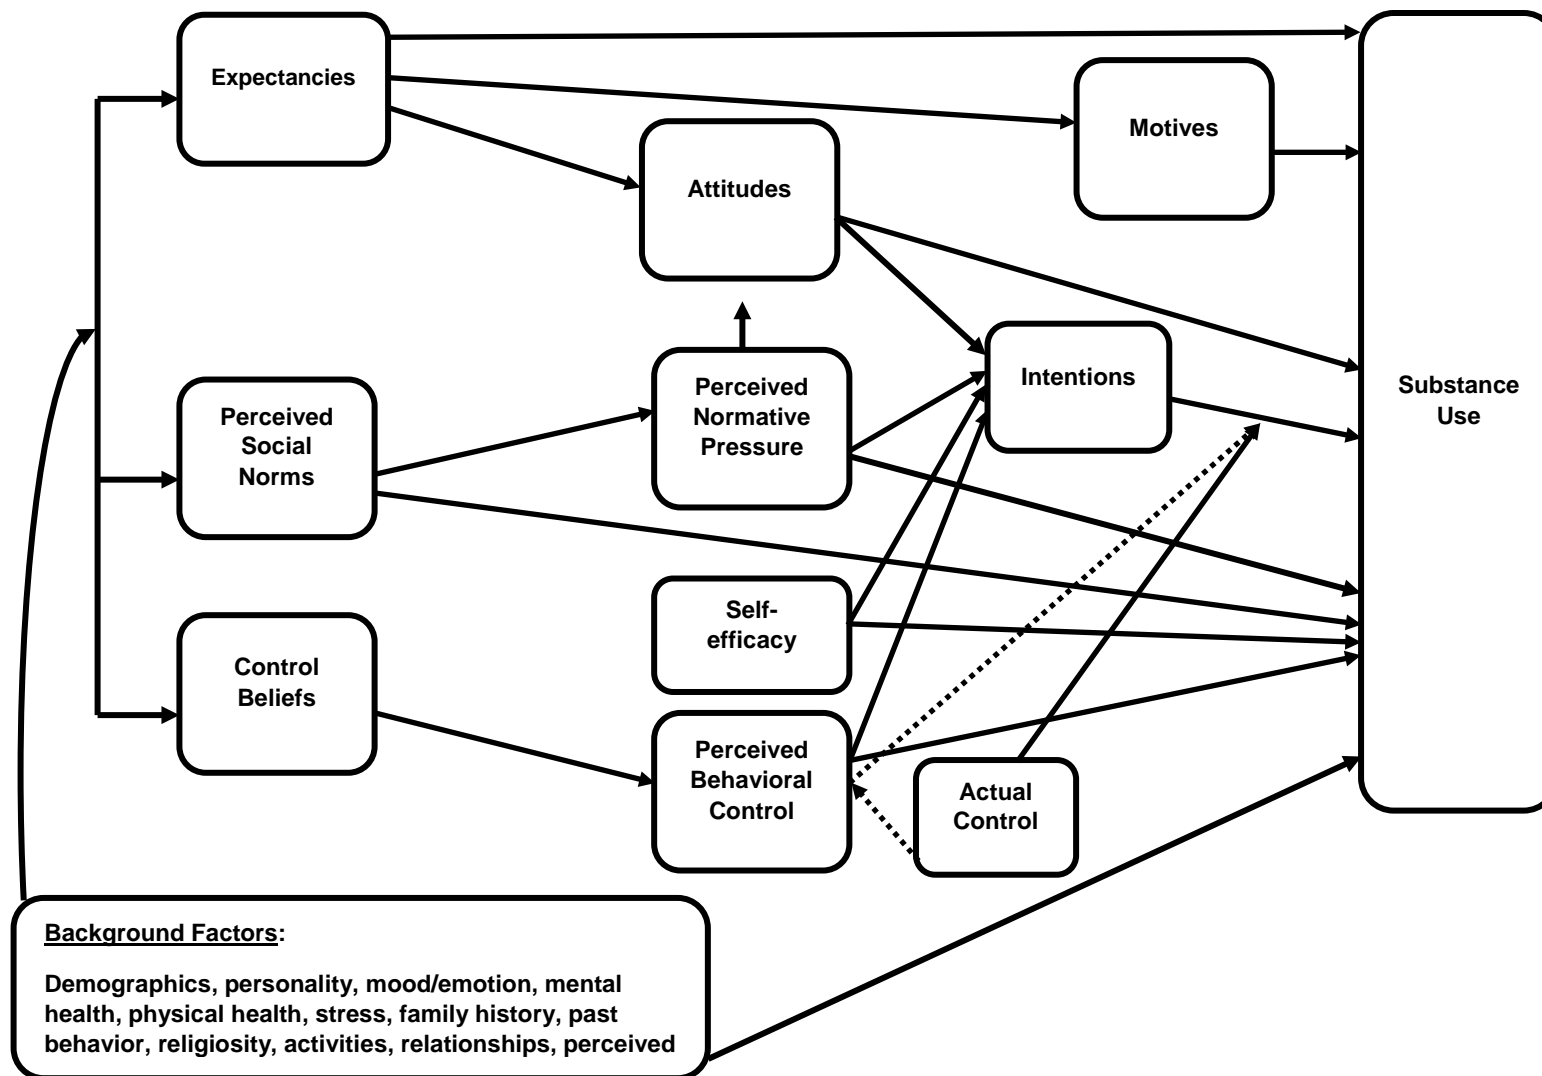 Expectancies
Motives
Attitudes
Perceived
Social
Norms
Perceived
Normative
Pressure
Intentions
Substance
Use
Self-
efficacy
Control
Beliefs
Perceived
Behavioral
Control
Actual
Control
Background Factors:
Demographics, personality, mood/emotion, mental
health, physical health, stress, family history, past
behavior, religiosity, activities, relationships, perceived